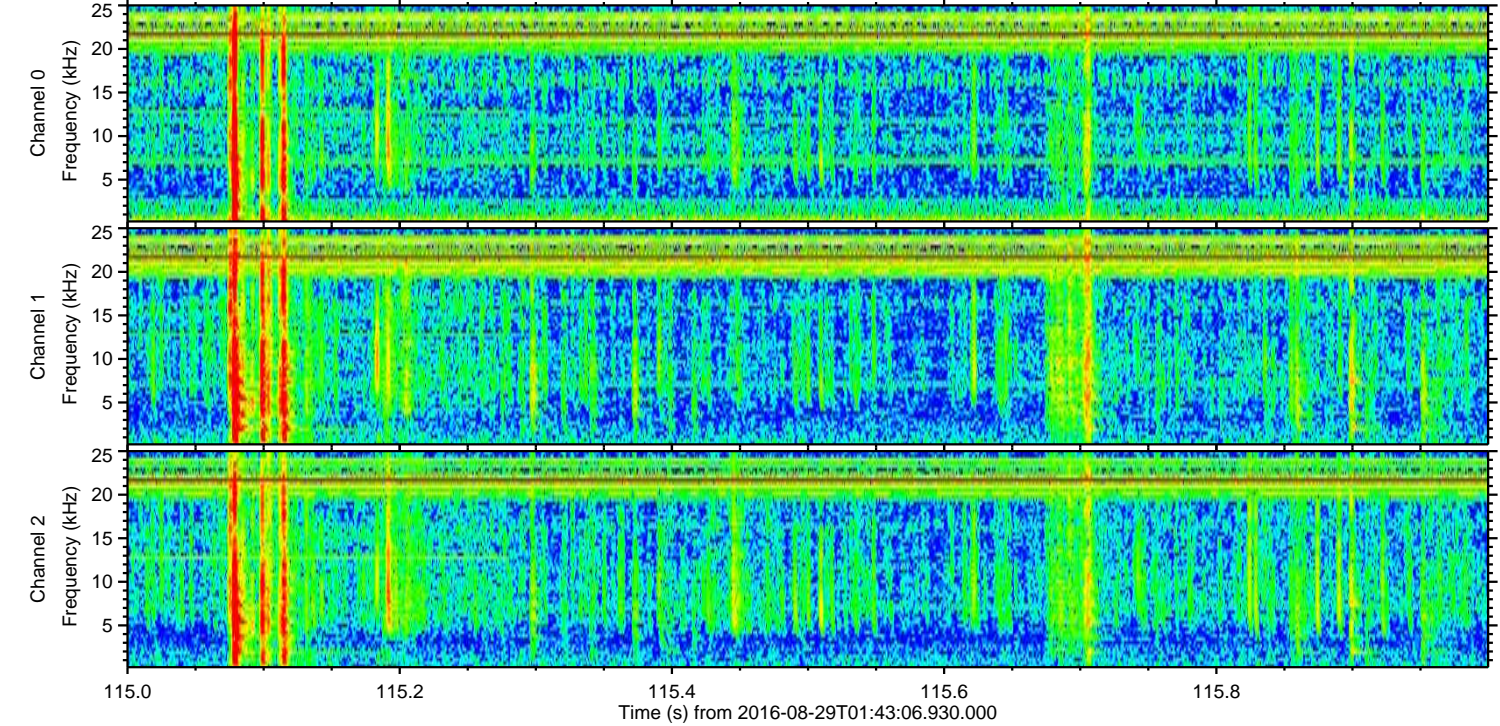 25
20
15
10
5
Channel 0
Frequency (kHz)
25
20
15
10
5
Channel 1
Frequency (kHz)
25
20
15
10
5
Channel 2
Frequency (kHz)
115.0 115.2 115.4 115.6 115.8
Time (s) from 2016-08-29T01:43:06.930.000